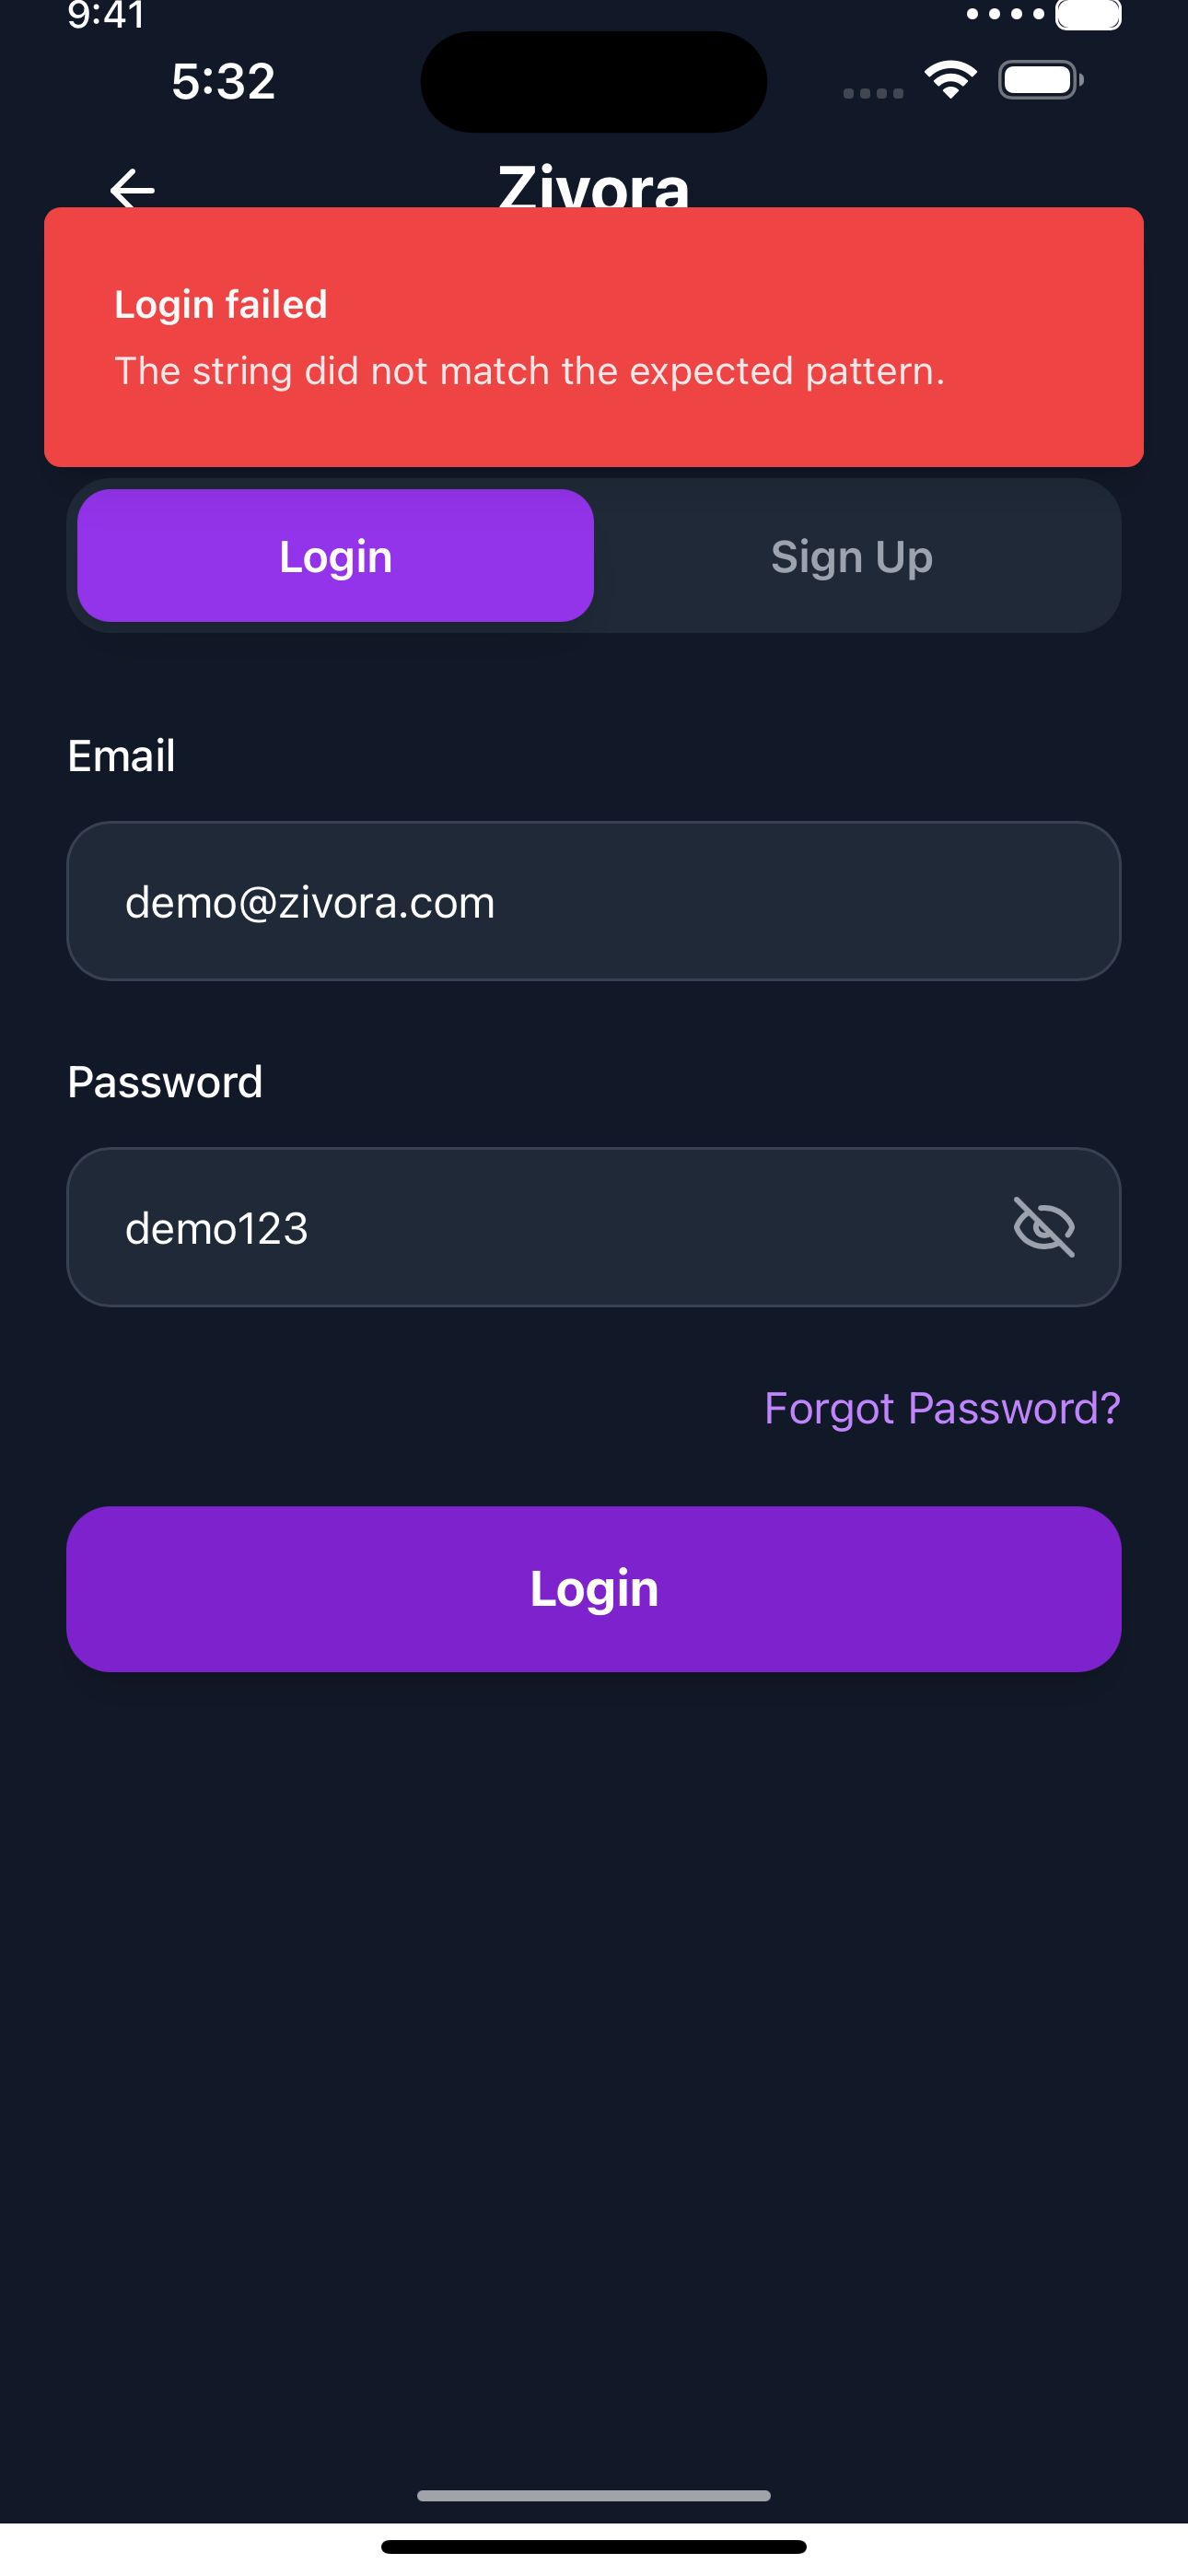 9:41
5:32
Zivora
Login failed
The string did not match the expected pattern.
Login
Sign Up
Email
demo@zivora.com
Password
demo123
Forgot Password?
Login